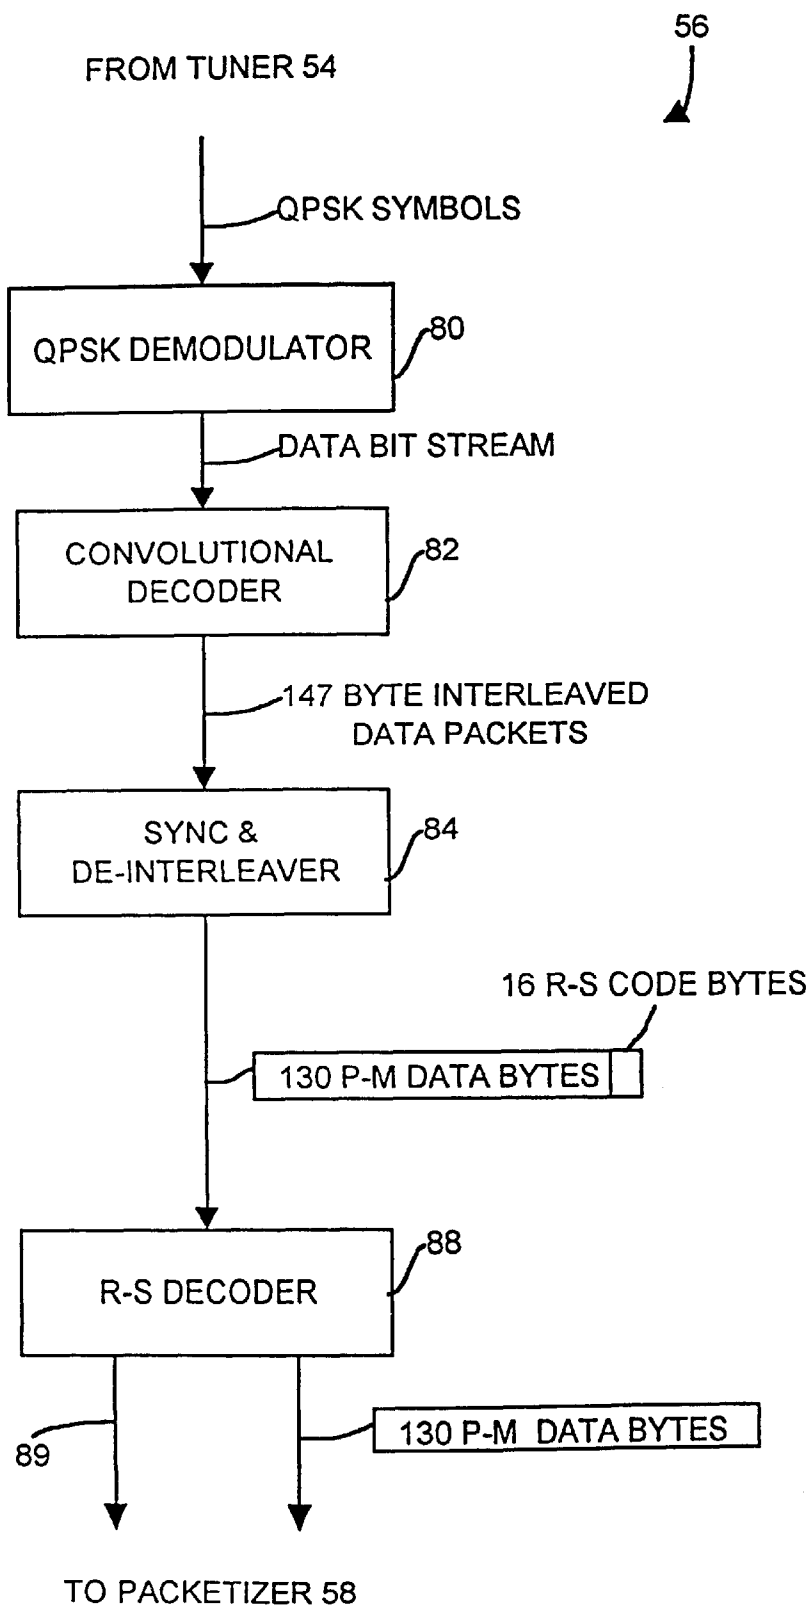 56
FROM TUNER 54
QPSK SYMBOLS
QPSK DEMODULATOR
80
DATA BIT STREAM
CONVOLUTIONAL
DECODER
82
147 BYTE INTERLEAVED
DATA PACKETS
SYNC &
DE-INTERLEAVER
84
16 R-S CODE BYTES
130 P-M DATA BYTES
R-S DECODER
88
89
130 P-M DATA BYTES
TO PACKETIZER 58